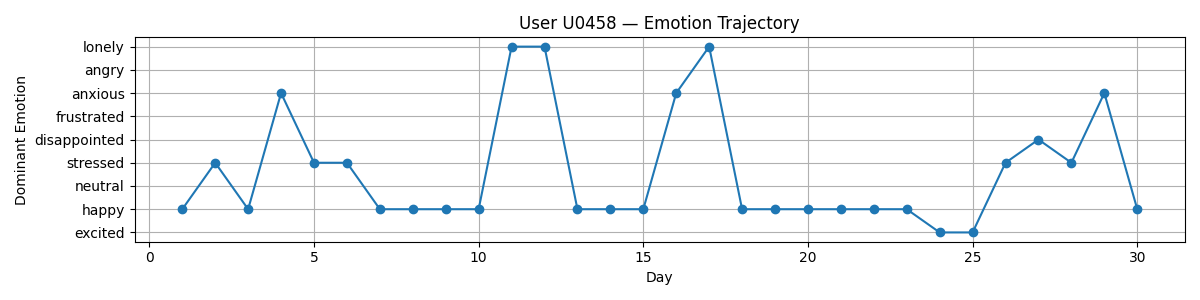 User U0458 — Emotion Trajectory
Dominant Emotion
lonely
angry
anxious
frustrated
disappointed
stressed
neutral
happy
excited
0 5 10 15 20 25 30
Day